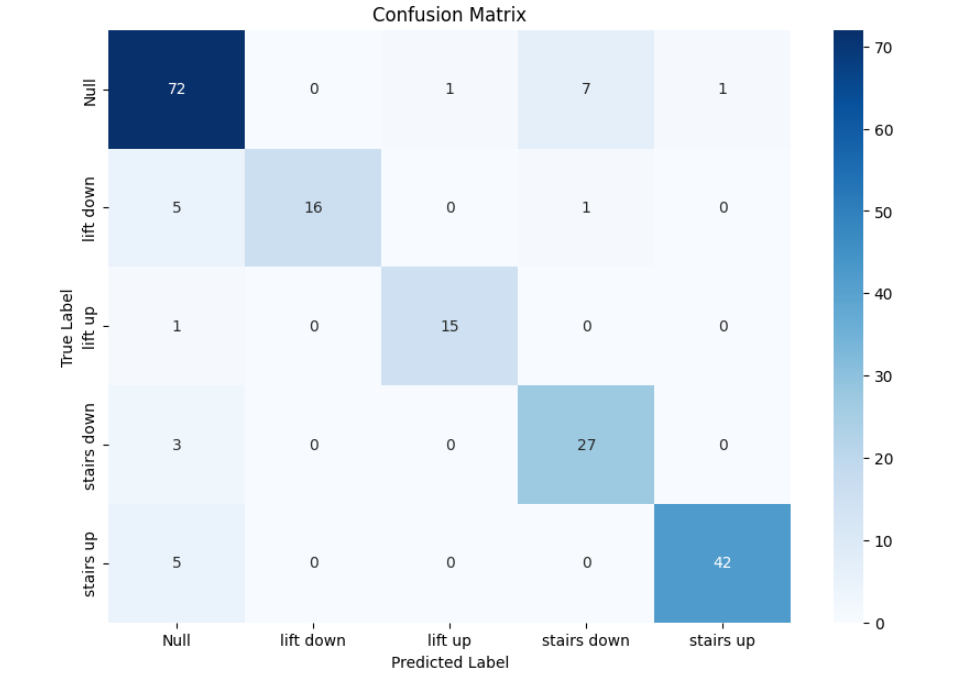 Confusion Matrix
Null 72 0 1 7 1
lift down 5 16 0 1 0
lift up 1 0 15 0 0
stairs down 3 0 0 27 0
stairs up 5 0 0 0 42
True Label
Null lift down lift up stairs down stairs up
Predicted Label
70
60
50
40
30
20
10
0